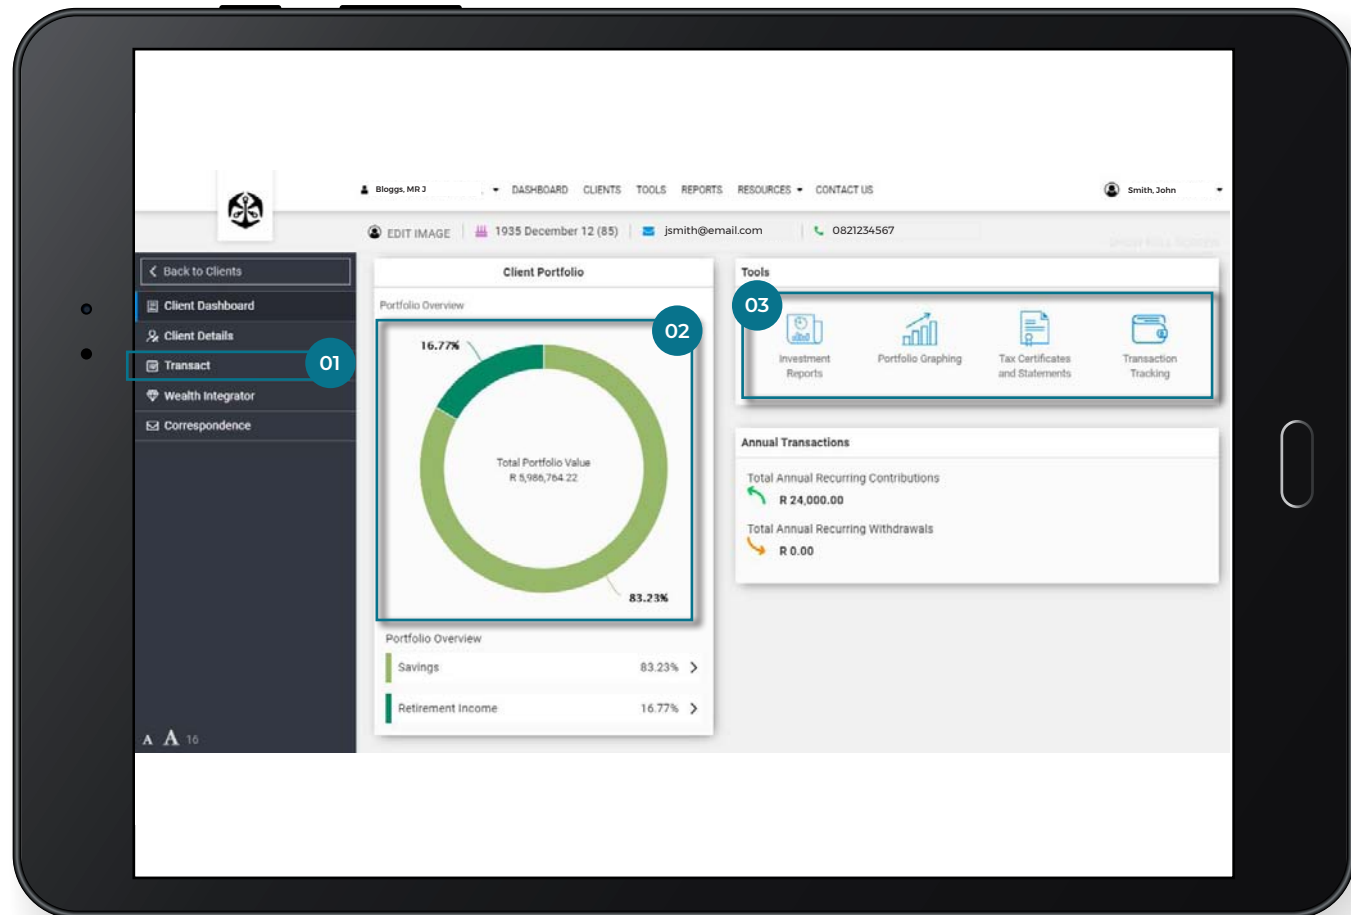 Bloggs, MR J
DASHBOARD CLIENTS TOOLS REPORTS RESOURCES CONTACT US
Smith, John
EDIT IMAGE
1935 December 12 (85)
jsmith@email.com
0821234567
Back to Clients
Client Dashboard
Client Details
Transact
01
Wealth Integrator
Correspondence
A A 16
Client Portfolio
Portfolio Overview
02
16.77%
Total Portfolio Value
R 5,986,764.22
83.23%
Portfolio Overview
Savings 83.23%
Retirement Income 16.77%
Tools
03
Investment
Reports
Portfolio Graphing
Tax Certificates
and Statements
Transaction
Tracking
Annual Transactions
Total Annual Recurring Contributions
R 24,000.00
Total Annual Recurring Withdrawals
R 0.00